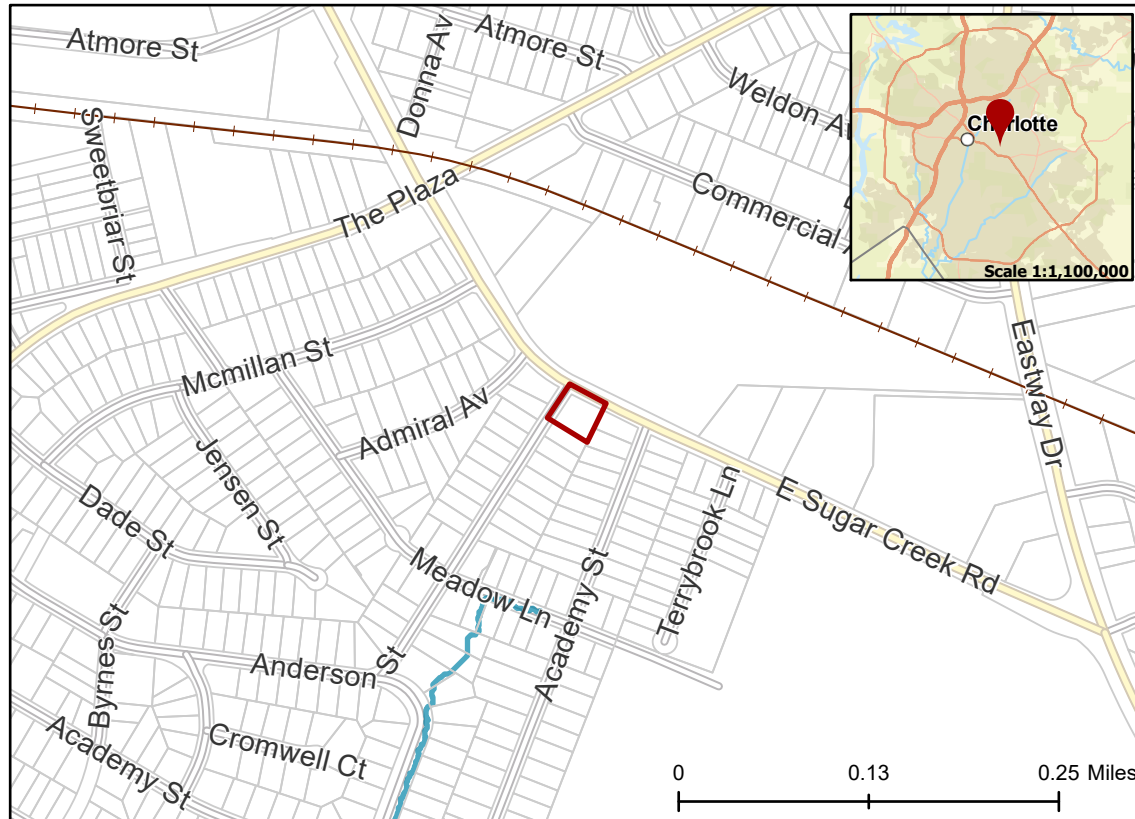 Atmore St
Donna Av
Atmore St
Weldon Av
Charlotte
Scale 1:1,100,000
Sweetbriar St
The Plaza
Commercial
Eastway Dr
Mcmillan St
Admiral Av
Jensen St
Dade St
E Sugar Creek Rd
Terrybrook Ln
Meadow Ln
Academy St
Byrnes St
Anderson St
Cromwell Ct
Academy St
0
0.13
0.25 Miles